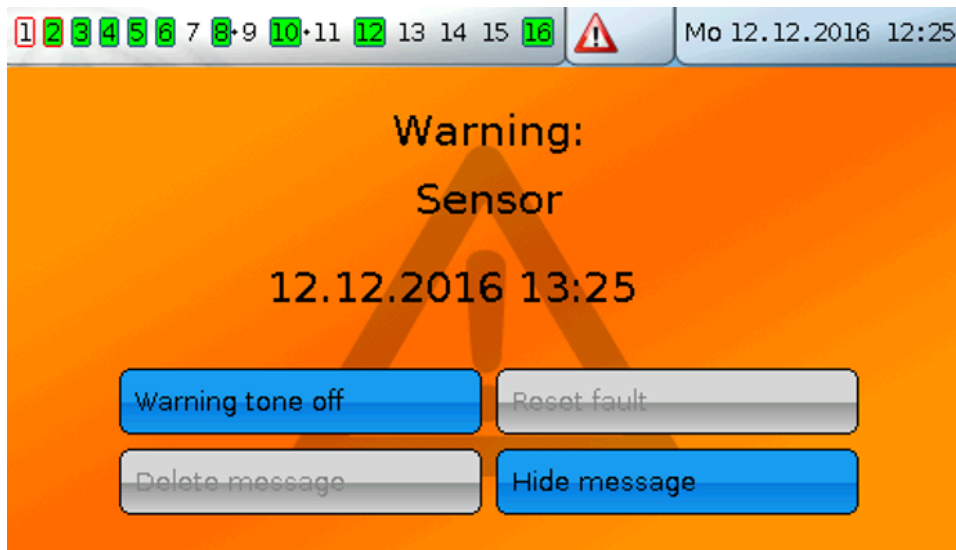 1 2 3 4 5 6 7 8+9 10+11 12 13 14 15 16 Mo 12.12.2016 12:25
Warning:
Sensor
12.12.2016 13:25
Warning tone off Reset fault
Delete message Hide message